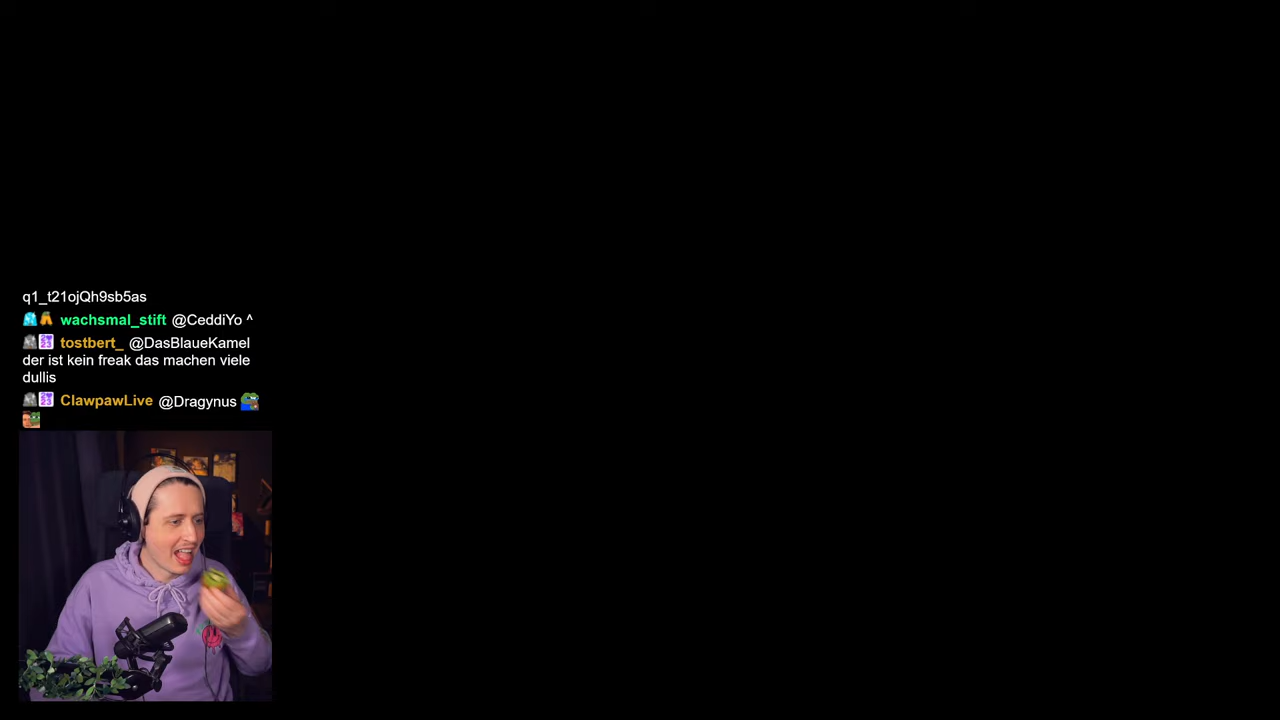 q1_t21ojQh9sb5as
wachsmal_stift @CeddiYo ^
tostbert_ @DasBlaueKamel
der ist kein freak das machen viele
dullis
ClawpawLive @Dragynus